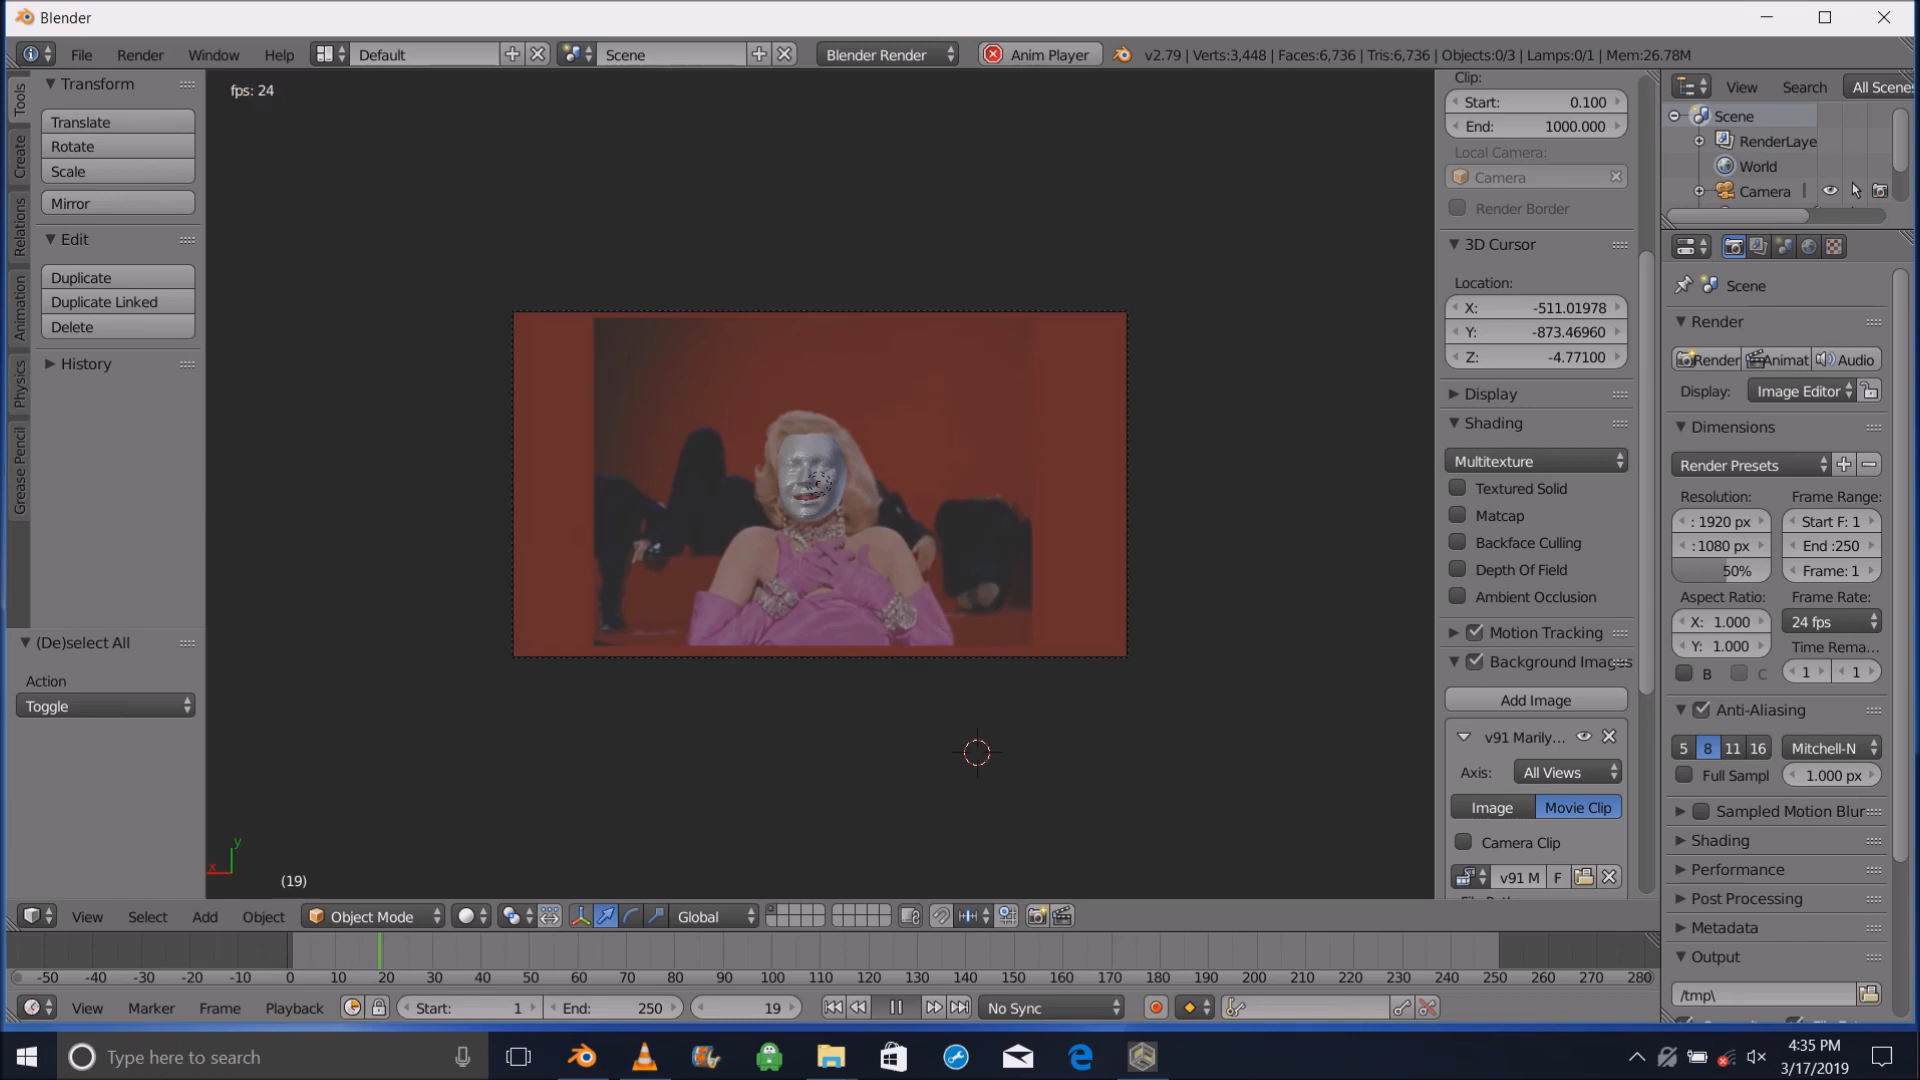 Blender
File Render Window Help Default Scene Blender Render Anim Player v2.79 | Verts:3,448 | Faces:6,736 | Tris:6,736 | Objects:0/3 | Lamps:0/1 | Mem:26.78M
Tools
Create
Relations
Animation
Physics
Grease Pencil
Transform
Translate
Rotate
Scale
Mirror
Edit
Duplicate
Duplicate Linked
Delete
History
(De)select All
Action
Toggle
fps: 24
(19)
x
y
Clip:
Start: 0.100
End: 1000.000
Local Camera:
Camera
Render Border
3D Cursor
Location:
X: -511.01978
Y: -873.46960
Z: -4.77100
Display
Shading
Multitexture
Textured Solid
Matcap
Backface Culling
Depth Of Field
Ambient Occlusion
Motion Tracking
Background Images
Add Image
v91 Marily...
Axis: All Views
Image Movie Clip
Camera Clip
v91 M F
View Search All Scene
Scene
RenderLaye
World
Camera
Scene
Render
Render Animat Audio
Display: Image Editor
Dimensions
Render Presets
Resolution: Frame Range:
: 1920 px Start F: 1
: 1080 px End :250
50% Frame: 1
Aspect Ratio: Frame Rate:
X: 1.000 24 fps
Y: 1.000 Time Rema...
B C 1 1
Anti-Aliasing
5 8 11 16 Mitchell-N
Full Sampl 1.000 px
Sampled Motion Blur
Shading
Performance
Post Processing
Metadata
Output
/tmp\
View Select Add Object Object Mode Global
-50 -40 -30 -20 -10 0 10 20 30 40 50 60 70 80 90 100 110 120 130 140 150 160 170 180 190 200 210 220 230 240 250 260 270 280
View Marker Frame Playback Start: 1 End: 250 19 No Sync
Type here to search
4:35 PM
3/17/2019